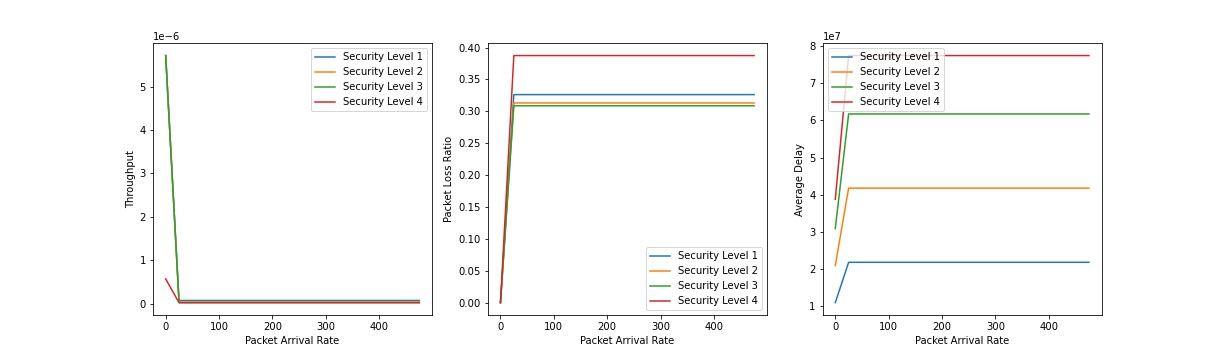 1e−6
Throughput
5
4
3
2
1
0
0 100 200 300 400
Packet Arrival Rate
Security Level 1
Security Level 2
Security Level 3
Security Level 4
Packet Loss Ratio
0.40
0.35
0.30
0.25
0.20
0.15
0.10
0.05
0.00
0 100 200 300 400
Packet Arrival Rate
Security Level 1
Security Level 2
Security Level 3
Security Level 4
1e7
Average Delay
8
7
6
5
4
3
2
1
0 100 200 300 400
Packet Arrival Rate
Security Level 1
Security Level 2
Security Level 3
Security Level 4